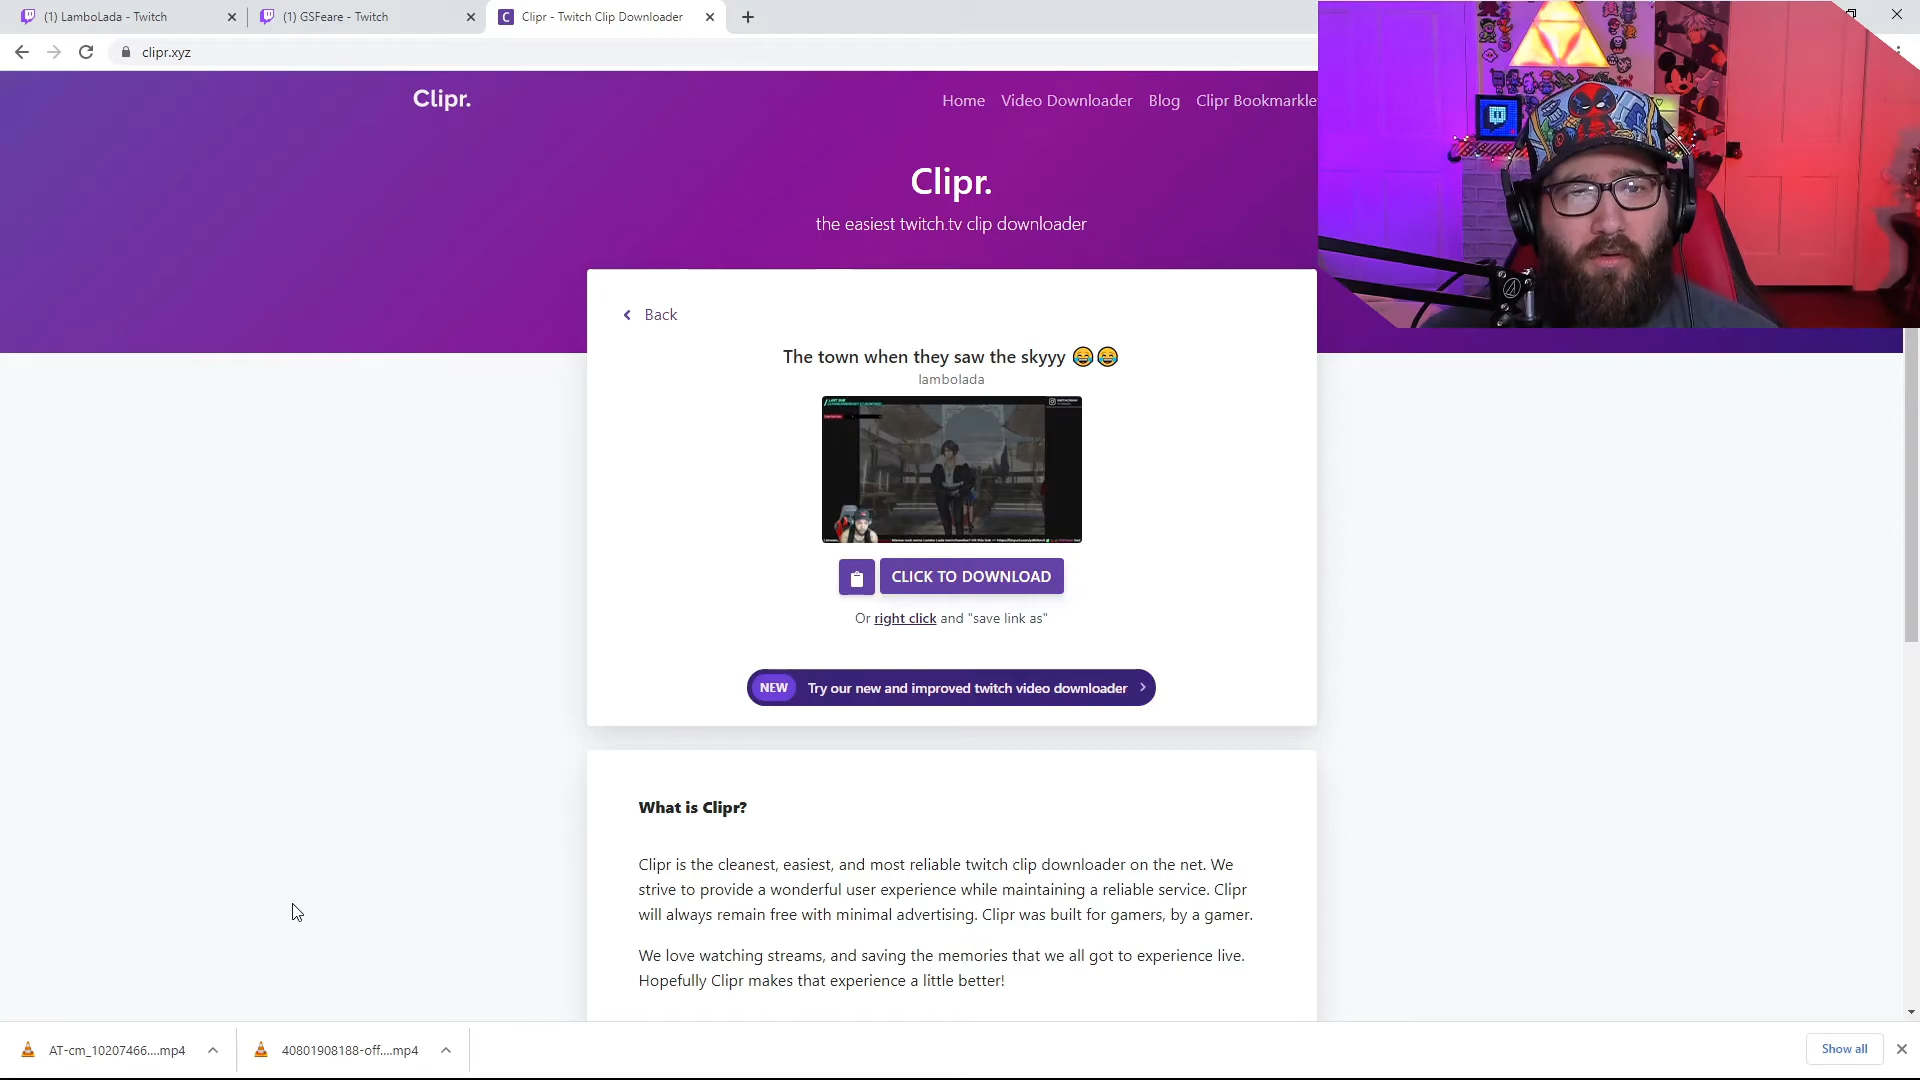 (1) LamboLada - Twitch
(1) GSFeare - Twitch
Clipr - Twitch Clip Downloader
clipr.xyz
Clipr.
Home
Video Downloader
Blog
Clipr Bookmarkle
Clipr.
the easiest twitch.tv clip downloader
Back
The town when they saw the skyyy 😂😂
lambolada
CLICK TO DOWNLOAD
Or right click and "save link as"
NEW Try our new and improved twitch video downloader
What is Clipr?
Clipr is the cleanest, easiest, and most reliable twitch clip downloader on the net. We
strive to provide a wonderful user experience while maintaining a reliable service. Clipr
will always remain free with minimal advertising. Clipr was built for gamers, by a gamer.
We love watching streams, and saving the memories that we all got to experience live.
Hopefully Clipr makes that experience a little better!
AT-cm_10207466....mp4
40801908188-off....mp4
Show all